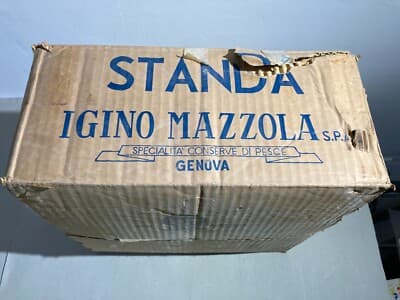 STANDA
IGINO MAZZOLA S.P.A
SPECIALITÀ CONSERVE DI PESCE
GENOVA